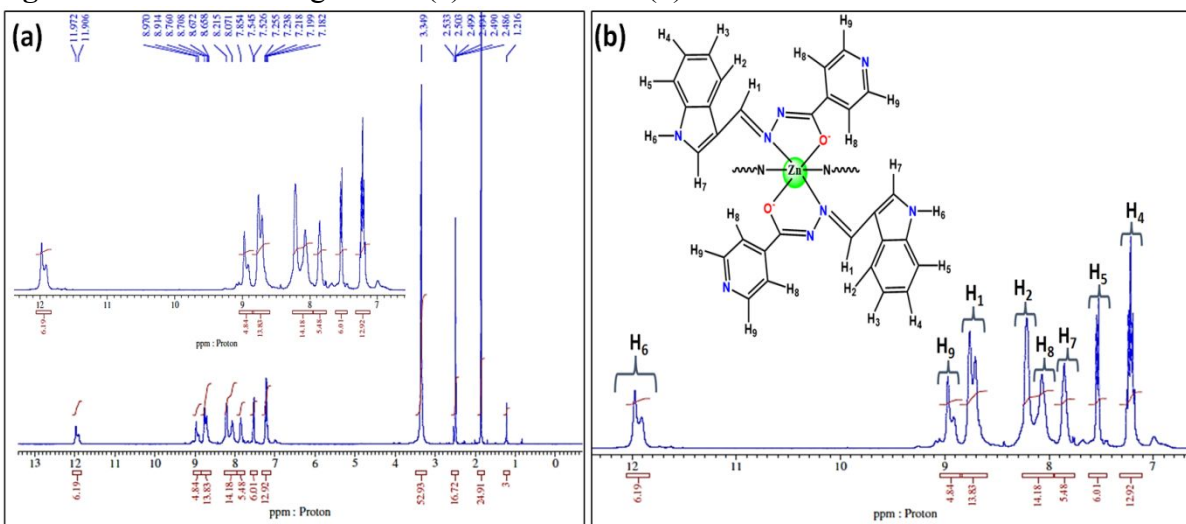 (a)
11.972
11.906
8.970
8.914
8.760
8.708
8.672
8.658
8.215
8.071
7.854
7.545
7.526
7.255
7.238
7.218
7.199
7.182
3.349
2.533
2.503
2.499
2.490
2.486
1.216
12 11 10 9 8 7
6.19 4.84 13.83 14.18 5.48 6.01 12.92
ppm : Proton
13 12 11 10 9 8 7 6 5 4 3 2 1 0
6.19 4.84 13.83 14.18 5.48 6.01 12.92 52.93 16.72 24.91 3
ppm : Proton
(b)
H9
H3
H4 H8 N
H2
H5 H1 H9
N N
H8
H6 N N O-
H7
N Zn N H7
O- N
H8 N H6
N
H9 H1 H5
N H8 H2
H9 H3 H4
H6 H9 H1 H2 H8 H7 H5 H4
12 11 10 9 8 7
6.19 4.84 13.83 14.18 5.48 6.01 12.92
ppm : Proton